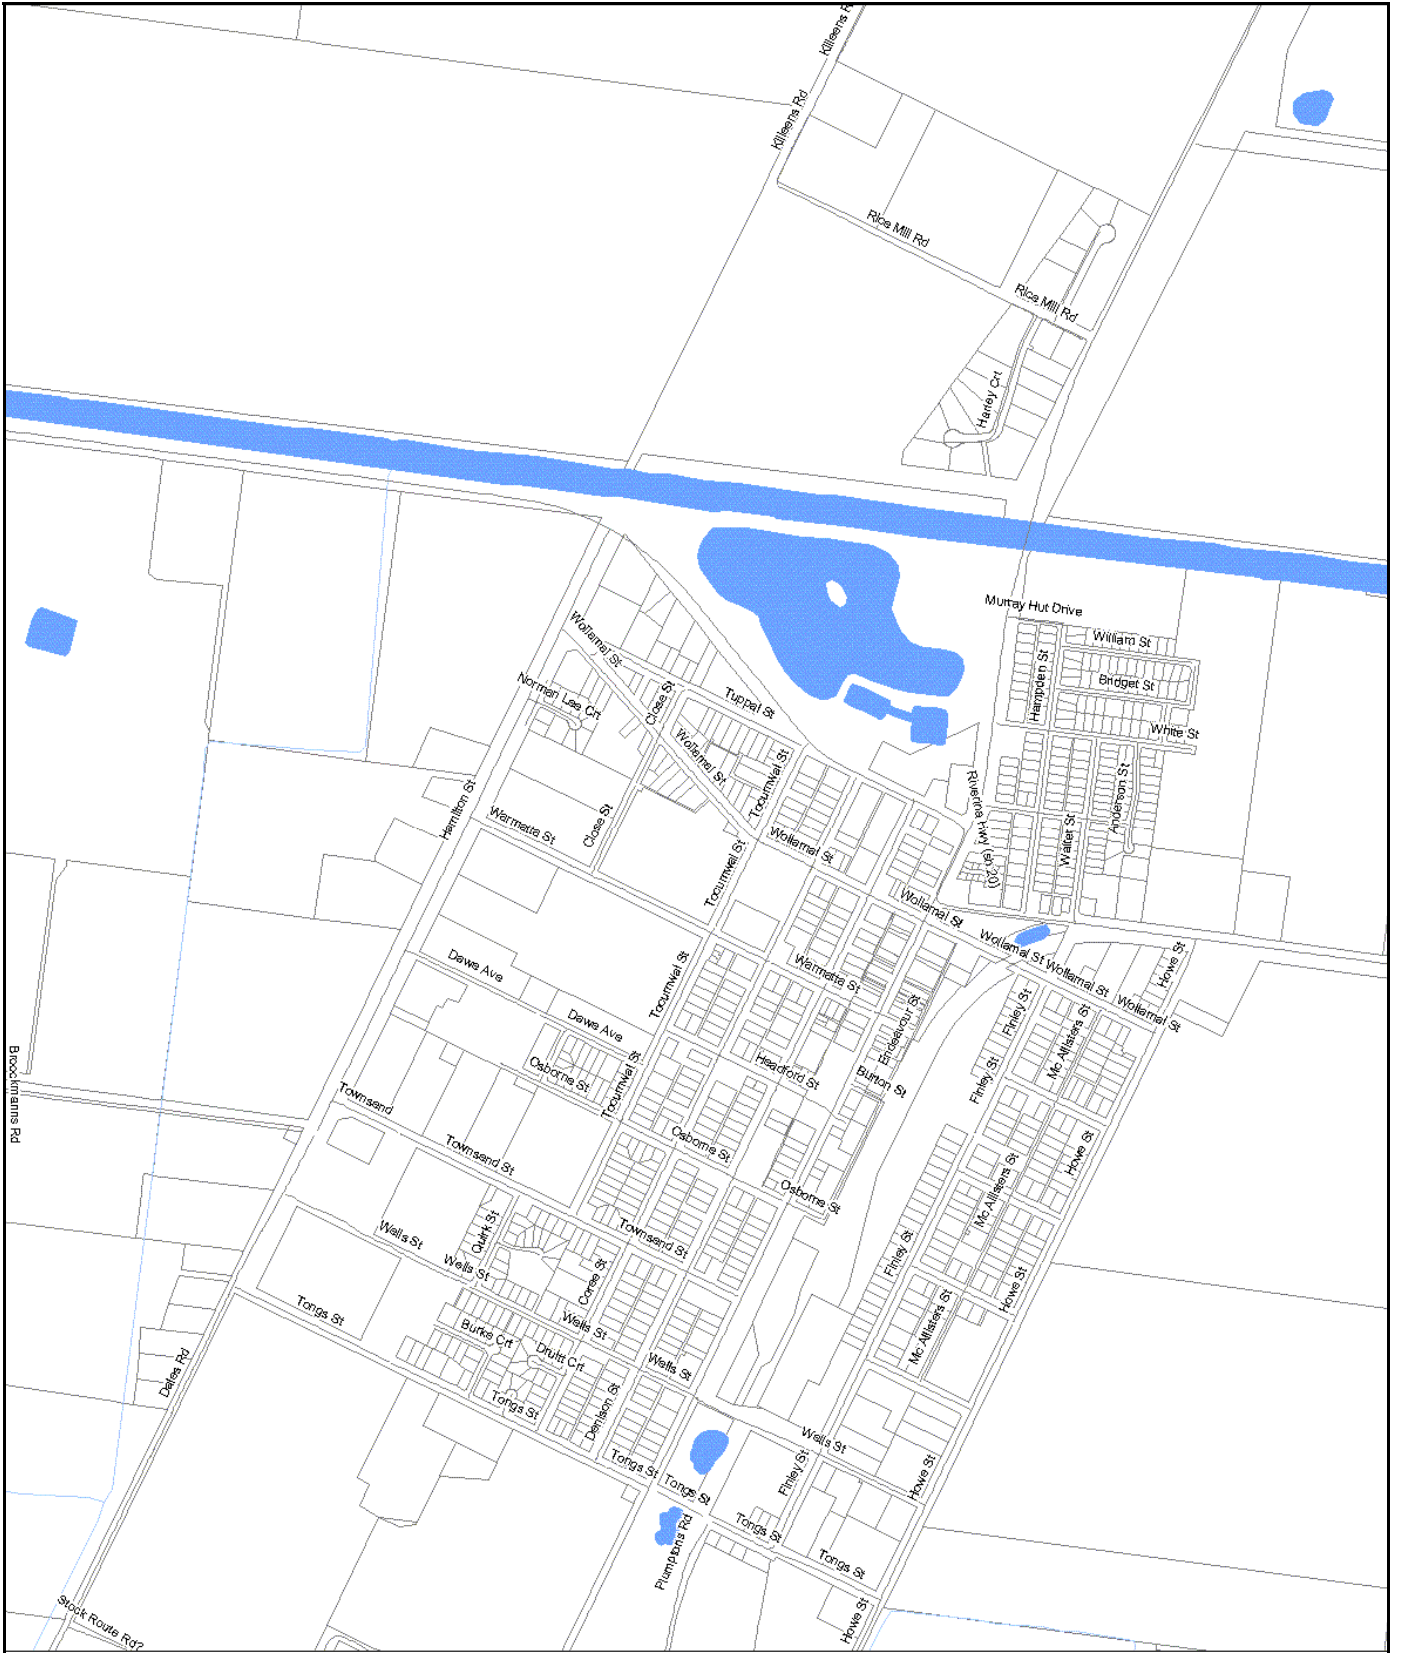 Killeens Rd
Killeens Rd
Rice Mill Rd
Rice Mill Rd
Harley Crt
Murray Hut Drive
William St
Hampden St
Bridget St
White St
Wollamai St
Norman Lee Crt
Close St
Tuppal St
Wollamai St
Tocumwal St
Riverina Hwy (sh 20)
Anderson St
Walter St
Hamilton St
Warmatta St
Close St
Wollamai St
Tocumwal St
Wollamai St
Wollamai St
Wollamai St
Wollamai St
Howe St
Dawe Ave
Tocumwal St
Warmatta St
Endeavour St
Finley St
Mc Allisters St
Dawe Ave
Osborne St
Tocumwal St
Headford St
Burton St
Finley St
Broockmanns Rd
Townsend
Townsend St
Osborne St
Osborne St
Howe St
Mc Allisters St
Quirk St
Wells St
Wells St
Townsend St
Coree St
Finley St
Howe St
Mc Allisters St
Tongs St
Burke Crt
Druitt Crt
Wells St
Wells St
Dales Rd
Tongs St
Denison St
Wells St
Tongs St
Tongs St
Finley St
Howe St
Plumptons Rd
Tongs St
Tongs St
Howe St
Stock Route Rd?